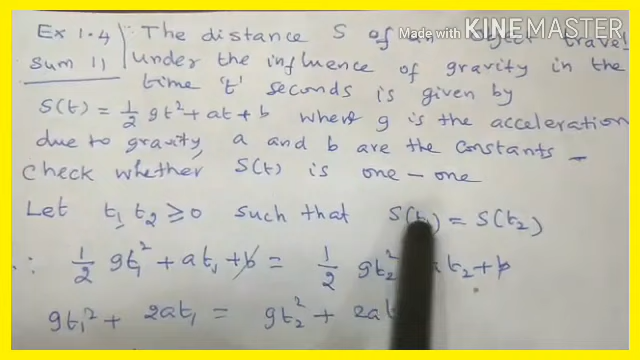 Made with KINEMASTER
Ex 1.4 The distance S of an object travel
Sum 11 under the influence of gravity in the
time 't' seconds is given by
S(t) = 1/2 gt² + at + b where g is the acceleration
due to gravity, a and b are the constants -
Check whether S(t) is one - one
Let t₁ t₂ ≥ 0 such that S(t₁) = S(t₂)
∴ 1/2 gt₁² + at₁ + b = 1/2 gt₂² t₂ + b
gt₁² + 2at₁ = gt₂² + 2a